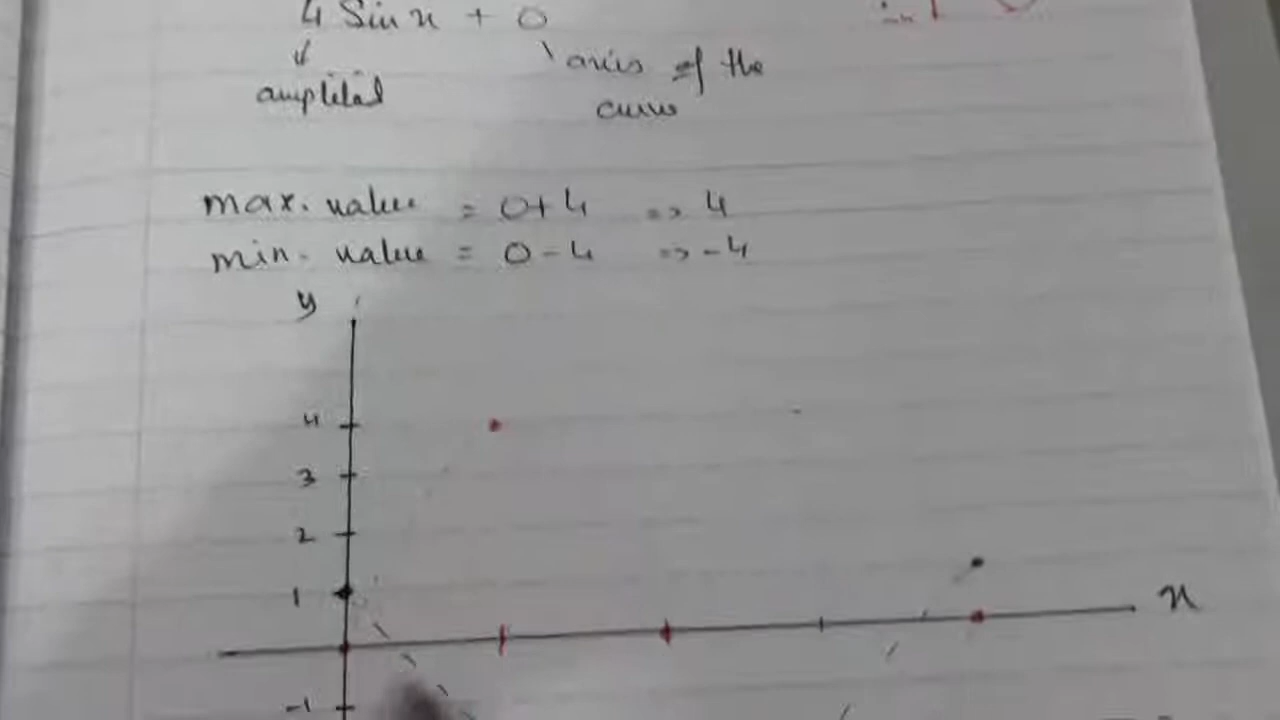 4 Sin x + 0
amplitud
axis of the
curve
max. value = 0+4 => 4
min. value = 0-4 => -4
y
4
3
2
1
x
-1